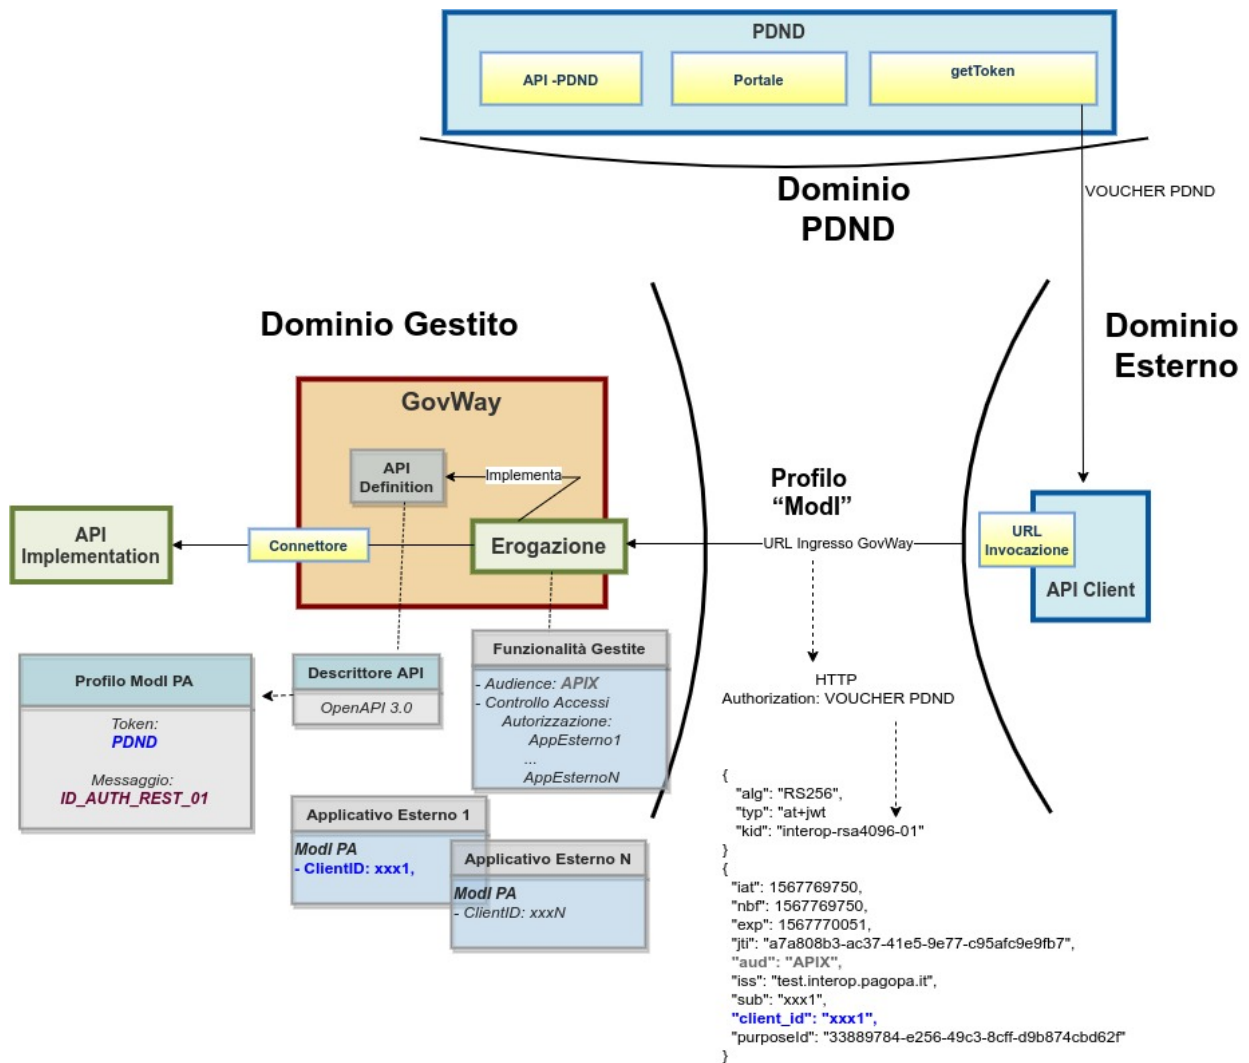 PDND
API -PDND
Portale
getToken
Dominio
PDND
VOUCHER PDND
Dominio Gestito
Dominio
Esterno
GovWay
API
Definition
Implementa
Profilo
“ModI”
API
Implementation
Connettore
Erogazione
URL Ingresso GovWay
URL
Invocazione
API Client
Profilo ModI PA
Token:
PDND
Messaggio:
ID_AUTH_REST_01
Descrittore API
OpenAPI 3.0
Funzionalità Gestite
- Audience: APIX
- Controllo Accessi
Autorizzazione:
AppEsterno1
...
AppEsternoN
HTTP
Authorization: VOUCHER PDND
Applicativo Esterno 1
ModI PA
- ClientID: xxx1,
Applicativo Esterno N
ModI PA
- ClientID: xxxN
{
"alg": "RS256",
"typ": "at+jwt
"kid": "interop-rsa4096-01"
}
{
"iat": 1567769750,
"nbf": 1567769750,
"exp": 1567770051,
"jti": "a7a808b3-ac37-41e5-9e77-c95afc9e9fb7",
"aud": "APIX",
"iss": "test.interop.pagopa.it",
"sub": "xxx1",
"client_id": "xxx1",
"purposeId": "33889784-e256-49c3-8cff-d9b874cbd62f"
}